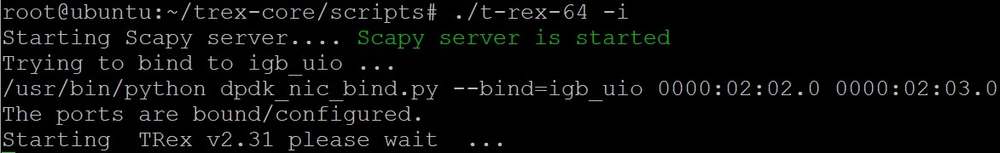 root@ubuntu:~/trex-core/scripts# ./t-rex-64 -i
Starting Scapy server.... Scapy server is started
Trying to bind to igb_uio ...
/usr/bin/python dpdk_nic_bind.py --bind=igb_uio 0000:02:02.0 0000:02:03.0
The ports are bound/configured.
Starting  TRex v2.31 please wait  ...